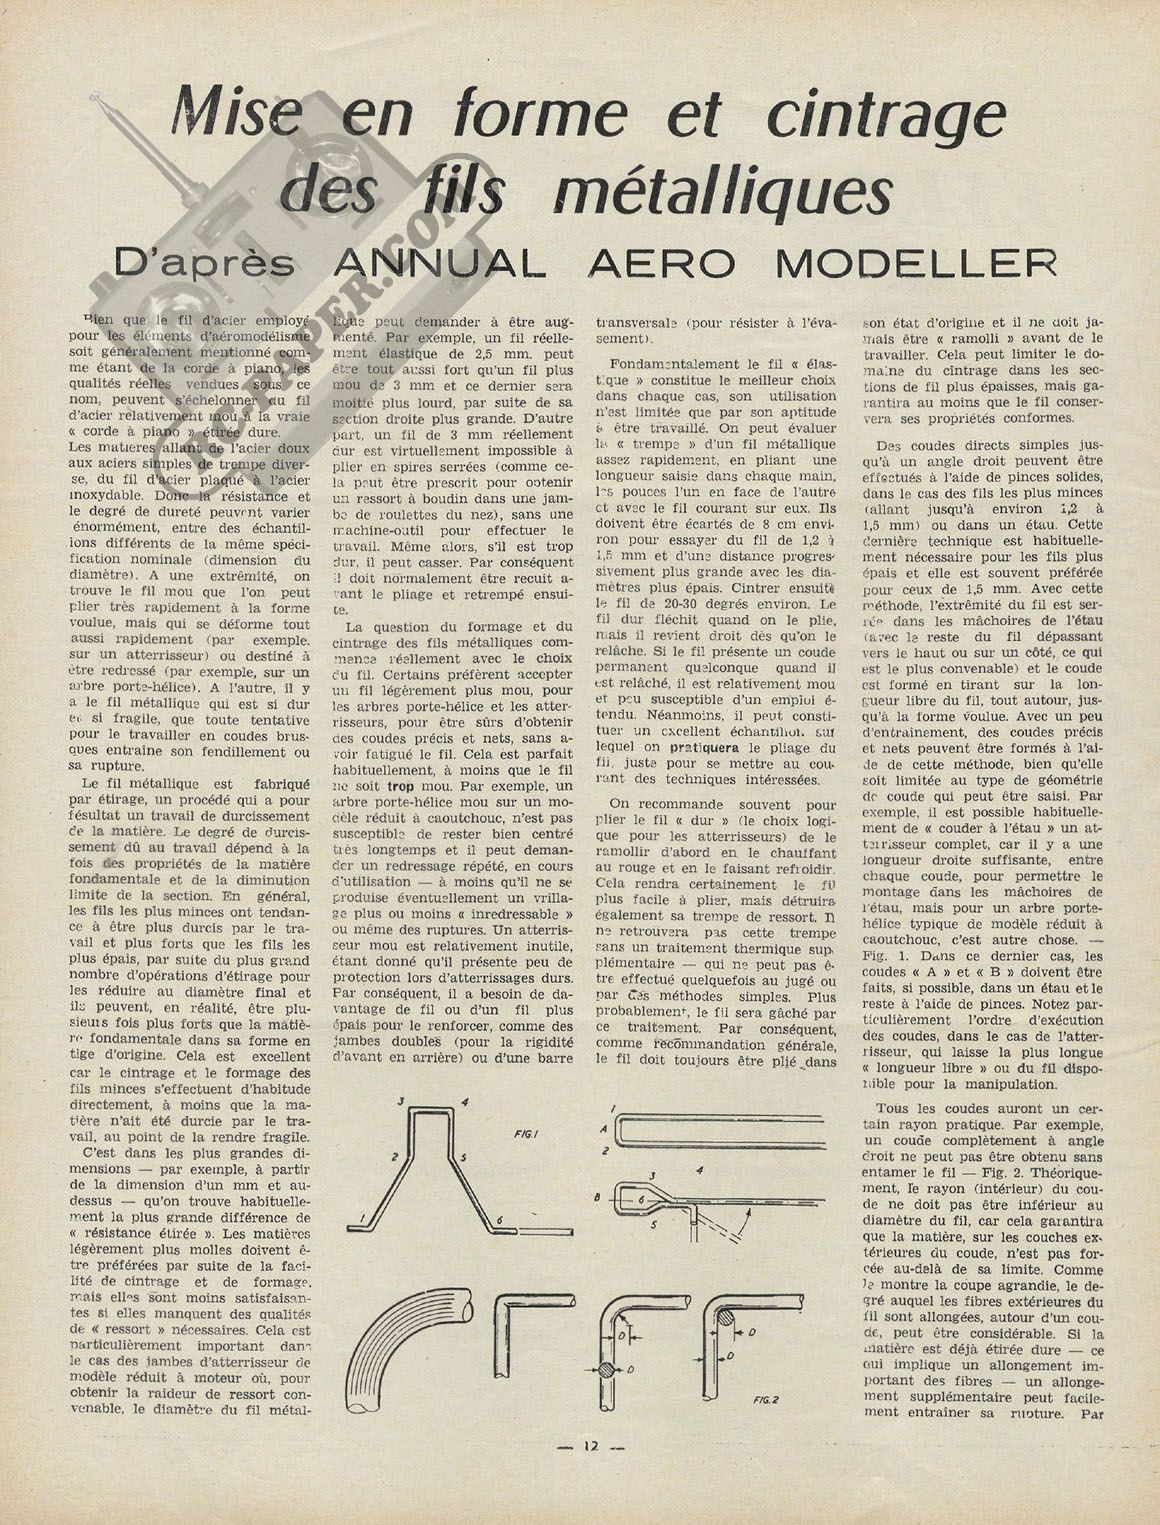 Mise en forme et cintrage
des fils métalliques
D'après ANNUAL AERO MODELLER
RC-PAPER.COM
Bien que le fil d'acier employé
pour les éléments d'aéromodélisme
soit généralement mentionné com-
me étant de la corde à piano, les
qualités réelles vendues sous ce
nom, peuvent s'échelonner au fil
d'acier relativement mou à la vraie
« corde à piano » étirée dure.
Les matières allant de l'acier doux
aux aciers simples de trempe diver-
se, du fil d'acier plaqué à l'acier
inoxydable. Donc la résistance et
le degré de dureté peuvent varier
énormément, entre des échantil-
lons différents de la même spéci-
fication nominale (dimension du
diamètre). A une extrêmité, on
trouve le fil mou que l'on peut
plier très rapidement à la forme
voulue, mais qui se déforme tout
aussi rapidement (par exemple.
sur un atterrisseur) ou destiné à
être redressé (par exemple, sur un
arbre porte-hélice). A l'autre, il y
a le fil métallique qui est si dur
et si fragile, que toute tentative
pour le travailler en coudes brus-
ques entraîne son fendillement ou
sa rupture.
Le fil métallique est fabriqué
par étirage, un procédé qui a pour
résultat un travail de durcissement
de la matière. Le degré de durcis-
sement dû au travail dépend à la
fois des propriétés de la matière
fondamentale et de la diminution
limite de la section. En général,
les fils les plus minces ont tendan-
ce à être plus durcis par le tra-
vail et plus forts que les fils les
plus épais, par suite du plus grand
nombre d'opérations d'étirage pour
les réduire au diamètre final et
ils peuvent, en réalité, être plu-
sieurs fois plus forts que la matiè-
re fondamentale dans sa forme en
tige d'origine. Cela est excellent
car le cintrage et le formage des
fils minces s'effectuent d'habitude
directement, à moins que la ma-
tière n'ait été durcie par le tra-
vail, au point de la rendre fragile.
C'est dans les plus grandes di-
mensions — par exemple, à partir
de la dimension d'un mm et au-
dessus — qu'on trouve habituelle-
ment la plus grande différence de
« résistance étirée ». Les matières
légèrement plus molles doivent ê-
tre préférées par suite de la faci-
lité de cintrage et de formage,
mais elles sont moins satisfaisan-
tes si elles manquent des qualités
de « ressort » nécessaires. Cela est
particulièrement important dans
le cas des jambes d'atterrisseur de
modèle réduit à moteur où, pour
obtenir la raideur de ressort con-
venable, le diamètre du fil métal-
lique peut demander à être aug-
menté. Par exemple, un fil réelle-
ment élastique de 2,5 mm. peut
être tout aussi fort qu'un fil plus
mou de 3 mm et ce dernier sera
moitié plus lourd, par suite de sa
section droite plus grande. D'autre
part, un fil de 3 mm réellement
dur est virtuellement impossible à
plier en spires serrées (comme ce-
la peut être prescrit pour obtenir
un ressort à boudin dans une jam-
be de roulettes du nez), sans une
machine-outil pour effectuer le
travail. Même alors, s'il est trop
dur, il peut casser. Par conséquent
il doit normalement être recuit a-
vant le pliage et retrempé ensui-
te.
La question du formage et du
cintrage des fils métalliques com-
mence réellement avec le choix
du fil. Certains préfèrent accepter
un fil légèrement plus mou, pour
les arbres porte-hélice et les atter-
risseurs, pour être sûrs d'obtenir
des coudes précis et nets, sans a-
voir fatigué le fil. Cela est parfait
habituellement, à moins que le fil
ne soit trop mou. Par exemple, un
arbre porte-hélice mou sur un mo-
dèle réduit à caoutchouc, n'est pas
susceptible de rester bien centré
très longtemps et il peut deman-
der un redressage répété, en cours
d'utilisation — à moins qu'il ne se
produise éventuellement un vrilla-
ge plus ou moins « inredressable »
ou même des ruptures. Un atterris-
seur mou est relativement inutile,
étant donné qu'il présente peu de
protection lors d'atterrissages durs.
Par conséquent, il a besoin de da-
vantage de fil ou d'un fil plus
épais pour le renforcer, comme des
jambes doubles (pour la rigidité
d'avant en arrière) ou d'une barre
transversale (pour résister à l'éva-
sement).
Fondamentalement le fil « élas-
tique » constitue le meilleur choix
dans chaque cas, son utilisation
n'est limitée que par son aptitude
à être travaillé. On peut évaluer
la « trempe » d'un fil métallique
assez rapidement, en pliant une
longueur saisie dans chaque main,
les pouces l'un en face de l'autre
et avec le fil courant sur eux. Ils
doivent être écartés de 8 cm envi-
ron pour essayer du fil de 1,2 à
1,5 mm et d'une distance progres-
sivement plus grande avec les dia-
mètres plus épais. Cintrer ensuite
le fil de 20-30 degrés environ. Le
fil dur fléchit quand on le plie,
mais il revient droit dès qu'on le
relâche. Si le fil présente un coude
permanent quelconque quand il
est relâché, il est relativement mou
et peu susceptible d'un emploi é-
tendu. Néanmoins, il peut consti-
tuer un excellent échantillon sur
lequel on pratiquera le pliage du
fil, juste pour se mettre au cou-
rant des techniques intéressées.
On recommande souvent pour
plier le fil « dur » (le choix logi-
que pour les atterrisseurs) de le
ramollir d'abord en le chauffant
au rouge et en le faisant refroidir.
Cela rendra certainement le fil
plus facile à plier, mais détruira
également sa trempe de ressort. Il
ne retrouvera pas cette trempe
sans un traitement thermique sup-
plémentaire — qui ne peut pas ê-
tre effectué quelquefois au jugé ou
par des méthodes simples. Plus
probablement, le fil sera gâché par
ce traitement. Par conséquent,
comme recommandation générale,
le fil doit toujours être plié dans
son état d'origine et il ne doit ja-
mais être « ramolli » avant de le
travailler. Cela peut limiter le do-
maine du cintrage dans les sec-
tions de fil plus épaisses, mais ga-
rantira au moins que le fil conser-
vera ses propriétés conformes.
Des coudes directs simples jus-
qu'à un angle droit peuvent être
effectués à l'aide de pinces solides,
dans le cas des fils les plus minces
(allant jusqu'à environ 1,2 à
1,5 mm) ou dans un étau. Cette
dernière technique est habituelle-
ment nécessaire pour les fils plus
épais et elle est souvent préférée
pour ceux de 1,5 mm. Avec cette
méthode, l'extrêmité du fil est ser-
rée dans les mâchoires de l'étau
(avec le reste du fil dépassant
vers le haut ou sur un côté, ce qui
est le plus convenable) et le coude
est formé en tirant sur la lon-
gueur libre du fil, tout autour, jus-
qu'à la forme voulue. Avec un peu
d'entraînement, des coudes précis
et nets peuvent être formés à l'ai-
de de cette méthode, bien qu'elle
soit limitée au type de géométrie
de coude qui peut être saisi. Par
exemple, il est possible habituelle-
ment de « couder à l'étau » un at-
terrisseur complet, car il y a une
longueur droite suffisante, entre
chaque coude, pour permettre le
montage dans les mâchoires de
l'étau, mais pour un arbre porte-
hélice typique de modèle réduit à
caoutchouc, c'est autre chose. —
Fig. 1. Dans ce dernier cas, les
coudes « A » et « B » doivent être
faits, si possible, dans un étau et le
reste à l'aide de pinces. Notez par-
ticulièrement l'ordre d'exécution
des coudes, dans le cas de l'atter-
risseur, qui laisse la plus longue
« longueur libre » ou du fil dispo-
nible pour la manipulation.
Tous les coudes auront un cer-
tain rayon pratique. Par exemple,
un coude complètement à angle
droit ne peut pas être obtenu sans
entamer le fil — Fig. 2. Théorique-
ment, le rayon (intérieur) du cou-
de ne doit pas être inférieur au
diamètre du fil, car cela garantira
que la matière, sur les couches ex-
térieures du coude, n'est pas for-
cée au-delà de sa limite. Comme
le montre la coupe agrandie, le de-
gré auquel les fibres extérieures du
fil sont allongées, autour d'un cou-
de, peut être considérable. Si la
matière est déjà étirée dure — ce
qui implique un allongement im-
portant des fibres — un allonge-
ment supplémentaire peut facile-
ment entraîner sa rupture. Par
3 4
2 5
1 6
FIG.1
1
A
2
3 4
B 6
5
D
D
D
D
FIG.2
— 12 —